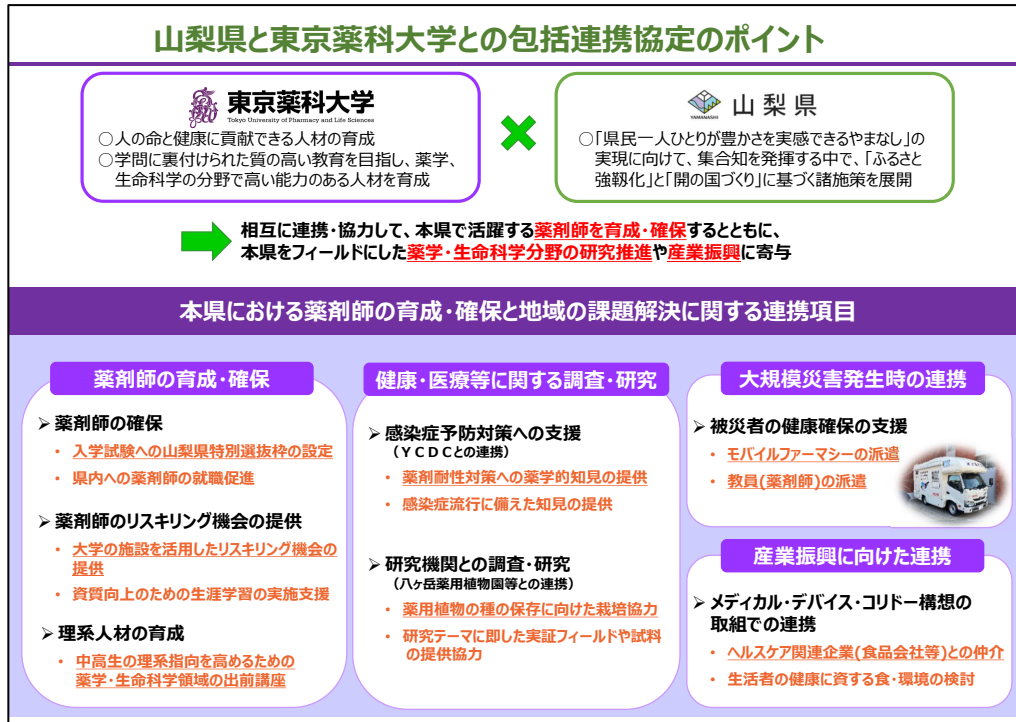 山梨県と東京薬科大学との包括連携協定のポイント
東京薬科大学
Tokyo University of Pharmacy and Life Sciences
○人の命と健康に貢献できる人材の育成
○学問に裏付けられた質の高い教育を目指し、薬学、
生命科学の分野で高い能力のある人材を育成
YAMANASHI
山梨県
○「県民一人ひとりが豊かさを実感できるやまなし」の
実現に向けて、集合知を発揮する中で、「ふるさと
強靱化」と「開の国づくり」に基づく諸施策を展開
相互に連携・協力して、本県で活躍する薬剤師を育成・確保するとともに、
本県をフィールドにした薬学・生命科学分野の研究推進や産業振興に寄与
本県における薬剤師の育成・確保と地域の課題解決に関する連携項目
薬剤師の育成・確保
➢ 薬剤師の確保
・ 入学試験への山梨県特別選抜枠の設定
・ 県内への薬剤師の就職促進
➢ 薬剤師のリスキリング機会の提供
・ 大学の施設を活用したリスキリング機会の
提供
・ 資質向上のための生涯学習の実施支援
➢ 理系人材の育成
・ 中高生の理系指向を高めるための
薬学・生命科学領域の出前講座
健康・医療等に関する調査・研究
➢ 感染症予防対策への支援
（ＹＣＤＣとの連携）
・ 薬剤耐性対策への薬学的知見の提供
・ 感染症流行に備えた知見の提供
➢ 研究機関との調査・研究
（八ヶ岳薬用植物園等との連携）
・ 薬用植物の種の保存に向けた栽培協力
・ 研究テーマに即した実証フィールドや試料
の提供協力
大規模災害発生時の連携
➢ 被災者の健康確保の支援
・ モバイルファーマシーの派遣
・ 教員(薬剤師)の派遣
産業振興に向けた連携
➢ メディカル・デバイス・コリドー構想の
取組での連携
・ ヘルスケア関連企業(食品会社等)との仲介
・ 生活者の健康に資する食・環境の検討